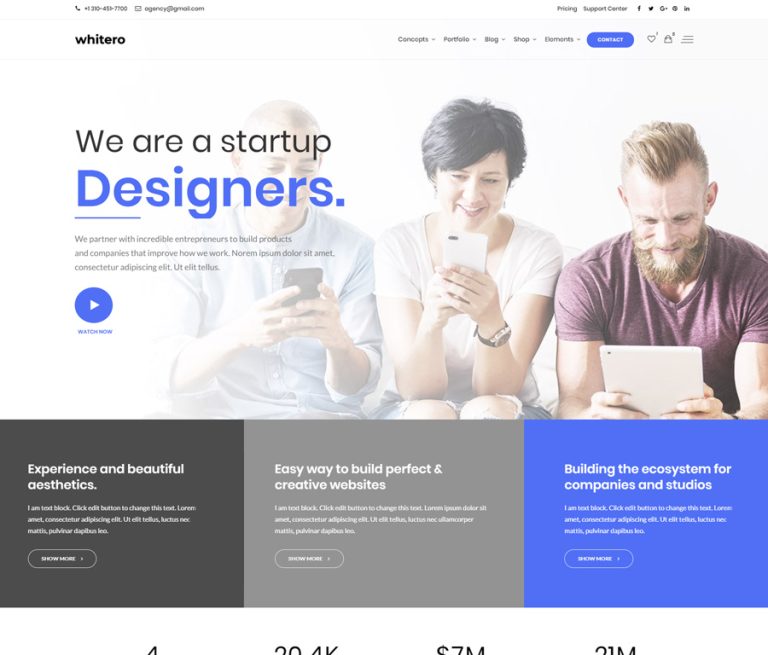 +1 310-451-7700 agency@gmail.com Pricing Support Center
whitero Concepts Portfolio Blog Shop Elements CONTACT
We are a startup
Designers.
We partner with incredible entrepreneurs to build products
and companies that improve how we work. Norem ipsum dolor sit amet,
consectetur adipiscing elit. Ut elit tellus.
WATCH NOW
Experience and beautiful
aesthetics.
I am text block. Click edit button to change this text. Lorem
amet, consectetur adipiscing elit. Ut elit tellus, luctus nec
mattis, pulvinar dapibus leo.
SHOW MORE
Easy way to build perfect &
creative websites
I am text block. Click edit button to change this text. Lorem ipsum dolor sit
amet, consectetur adipiscing elit. Ut elit tellus, luctus nec ullamcorper
mattis, pulvinar dapibus leo.
SHOW MORE
Building the ecosystem for
companies and studios
I am text block. Click edit button to change this text. Lorem
amet, consectetur adipiscing elit. Ut elit tellus, luctus nec
mattis, pulvinar dapibus leo.
SHOW MORE
4 20.4K $7M 21M